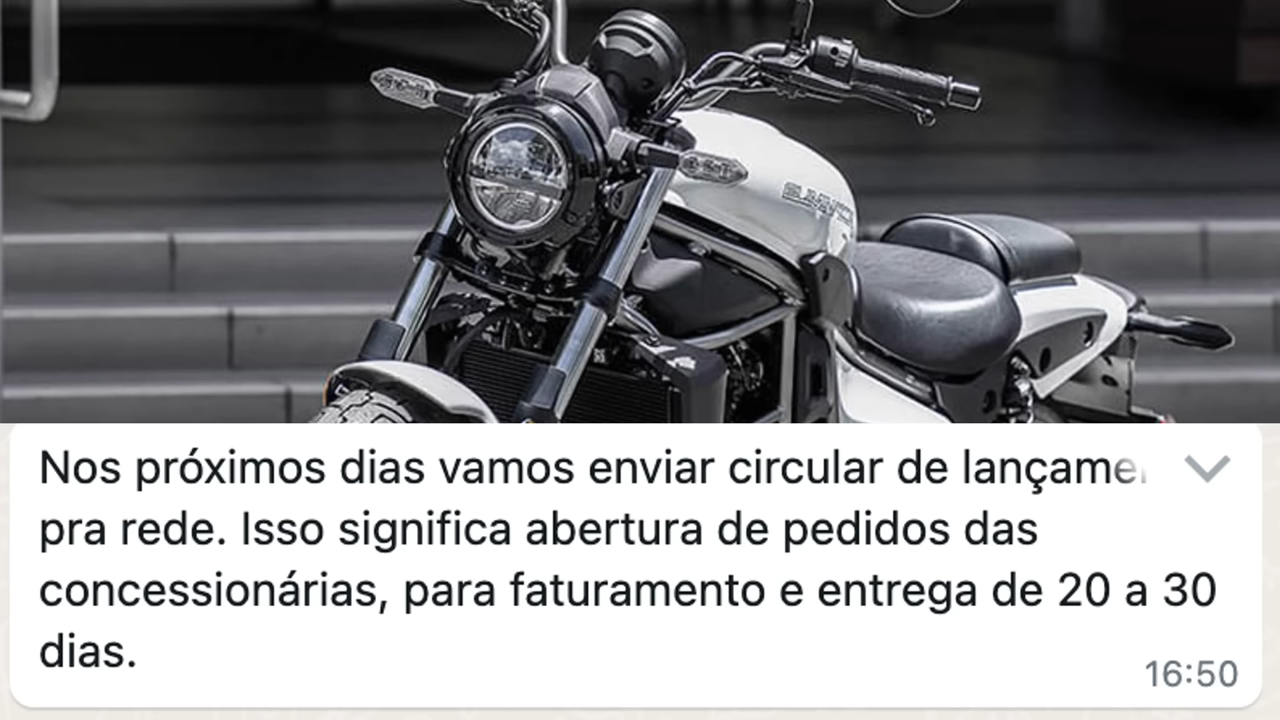 Nos próximos dias vamos enviar circular de
pra rede. Isso significa abertura de pedidos das
concessionárias, para faturamento e entrega de 20 a 30
dias.
16:50